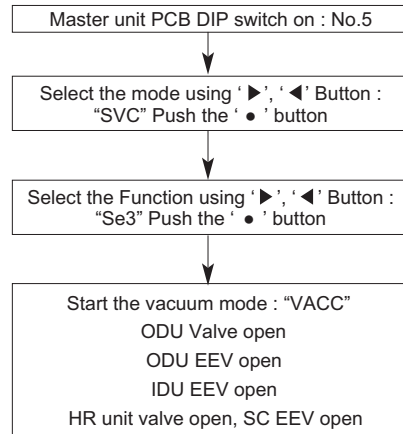 Master unit PCB DIP switch on : No.5
Select the mode using ‘ ▶’, ‘ ◀’ Button :
“SVC” Push the ‘ ● ’ button
Select the Function using ‘ ▶’, ‘ ◀’ Button :
“Se3” Push the ‘ ● ’ button
Start the vacuum mode : “VACC”
ODU Valve open
ODU EEV open
IDU EEV open
HR unit valve open, SC EEV open